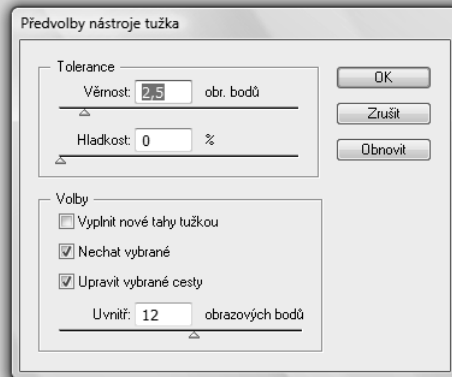 Předvolby nástroje tužka
Tolerance
Věrnost: 2,5 obr. bodů
Hladkost: 0 %
OK
Zrušit
Obnovit
Volby
Vyplnit nové tahy tužkou
Nechat vybrané
Upravit vybrané cesty
Uvnitř: 12 obrazových bodů